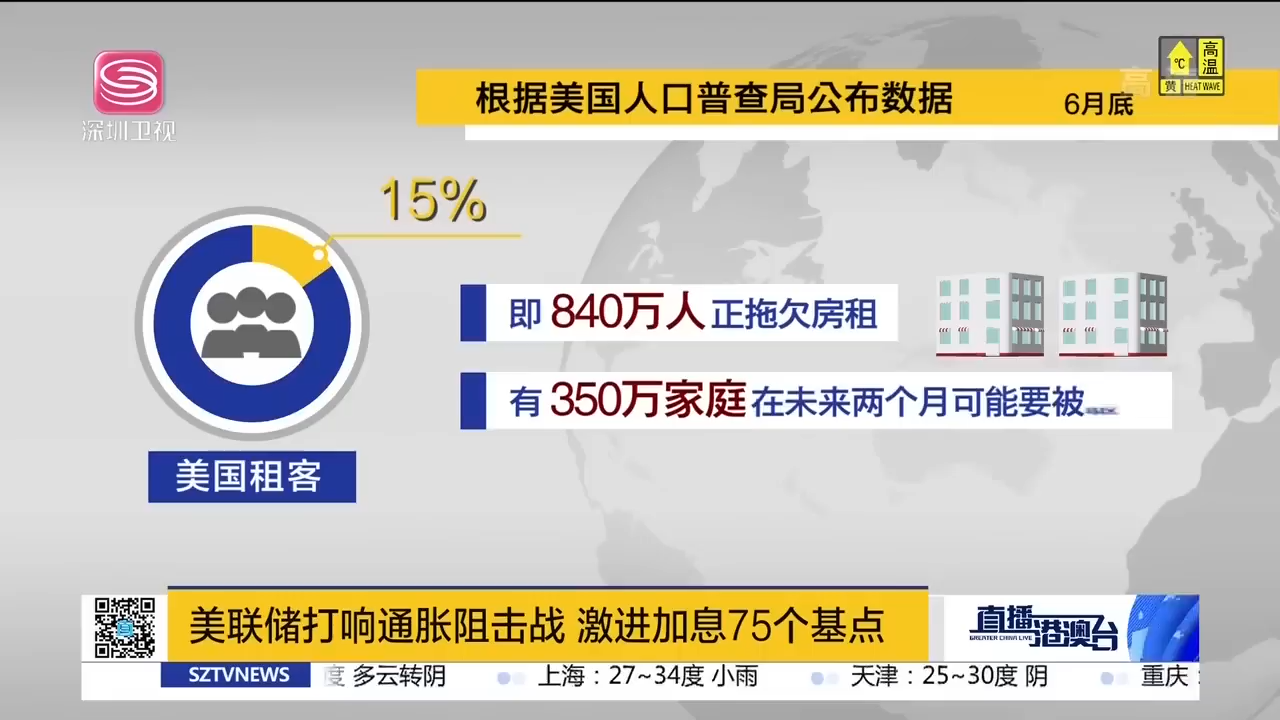 深圳卫视
根据美国人口普查局公布数据
6月底
高温
℃
黄 HEAT WAVE
15%
即 840万人 正拖欠房租
有 350万家庭 在未来两个月可能要被
美国租客
美联储打响通胀阻击战 激进加息75个基点
直播港澳台
GREATER CHINA LIVE
SZTVNEWS
度 多云转阴 上海：27~34度 小雨 天津：25~30度 阴 重庆